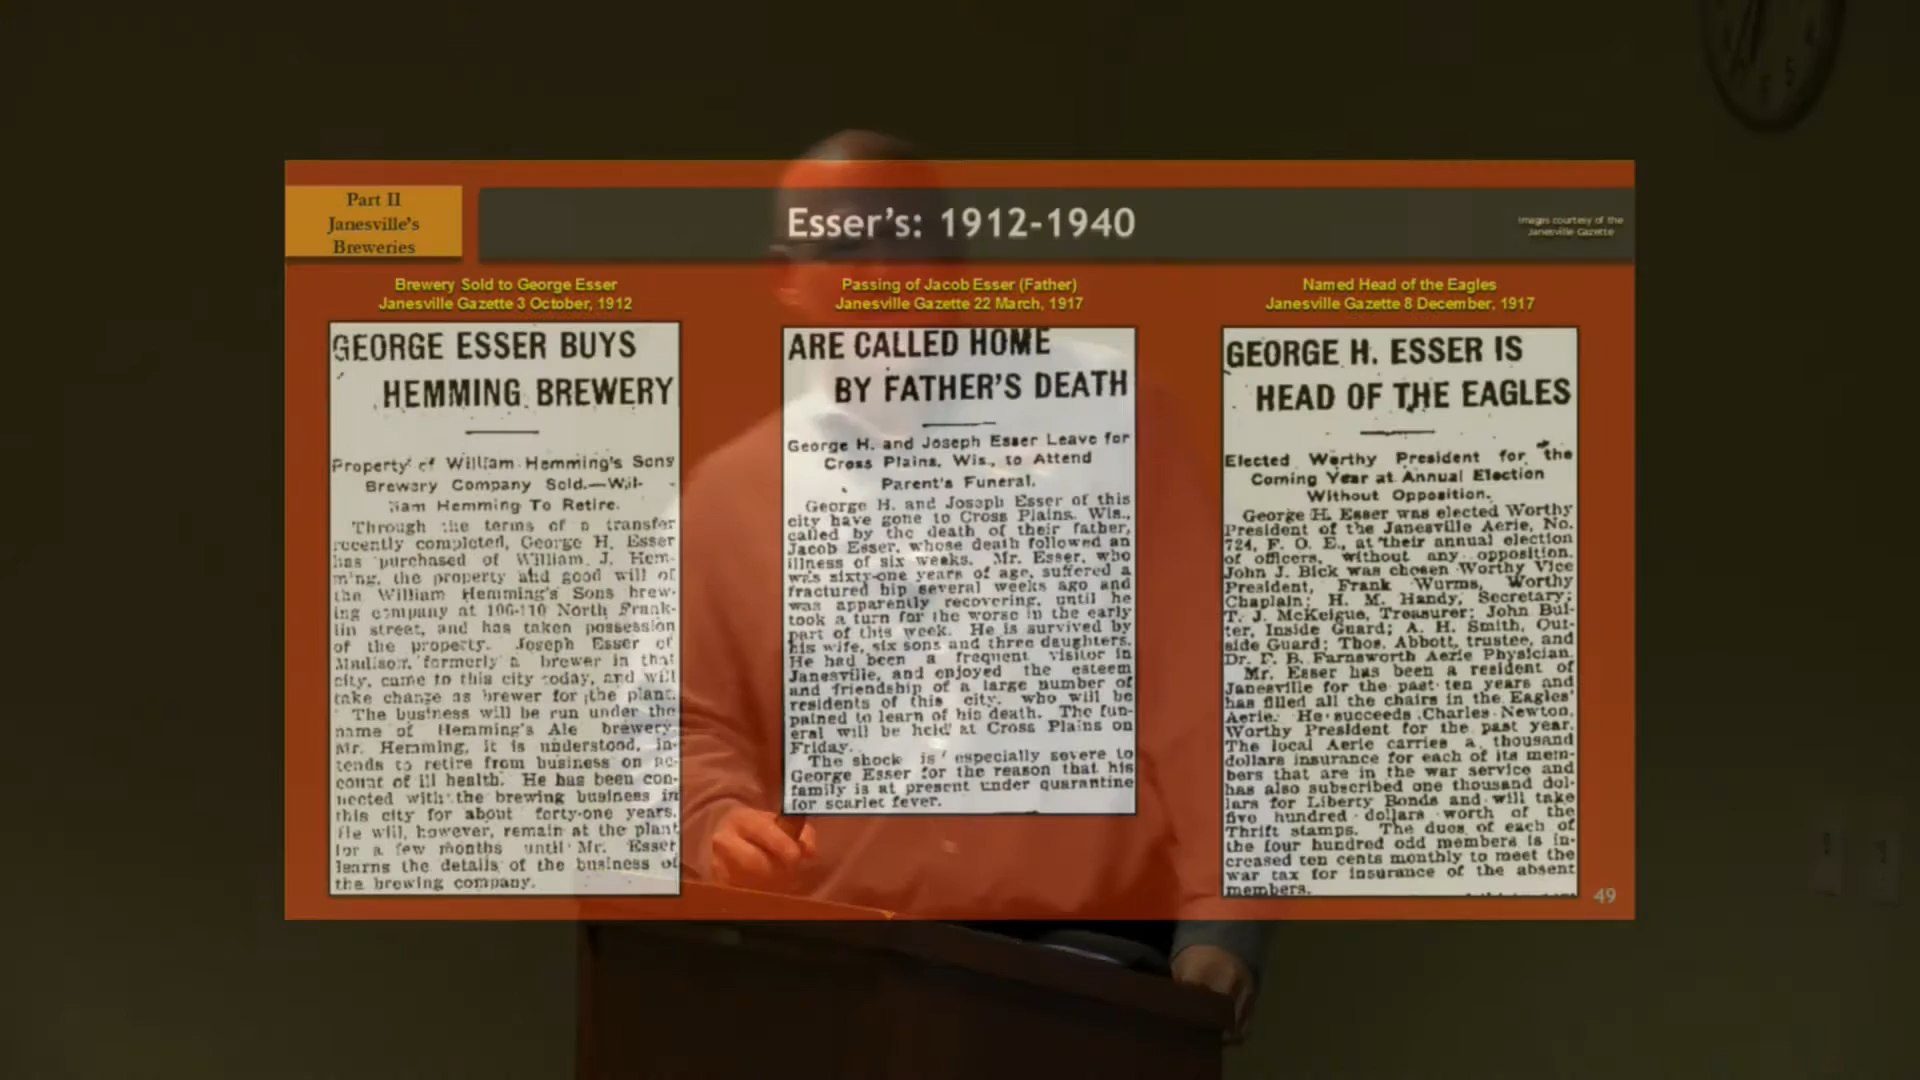 Part II
Janesville's
Breweries
Esser's: 1912-1940
Images courtesy of the
Janesville Gazette
Brewery Sold to George Esser
Janesville Gazette 3 October, 1912
GEORGE ESSER BUYS
HEMMING BREWERY
Property of William Hemming's Sons
Brewery Company Sold.—Wil-
liam Hemming To Retire.
Through the terms of a transfer
recently completed, George H. Esser
has purchased of William J. Hem-
ming, the property and good will of
the William Hemming's Sons brew-
ing company at 106-110 North Frank-
lin street, and has taken possession
of the property. Joseph Esser of
Madison, formerly a brewer in that
city, came to this city today, and will
take change as brewer for the plant.
The business will be run under the
name of Hemming's Ale brewery.
Mr. Hemming, it is understood, in-
tends to retire from business on ac-
count of ill health. He has been con-
nected with the brewing business in
this city for about forty-one years.
He will, however, remain at the plant
for a few months until Mr. Esser
learns the details of the business of
the brewing company.
Passing of Jacob Esser (Father)
Janesville Gazette 22 March, 1917
ARE CALLED HOME
BY FATHER'S DEATH
George H. and Joseph Esser Leave for
Cross Plains, Wis., to Attend
Parent's Funeral.
George H. and Joseph Esser of this
city have gone to Cross Plains, Wis.,
called by the death of their father,
Jacob Esser, whose death followed an
illness of six weeks. Mr. Esser, who
was sixty-one years of age, suffered a
fractured hip several weeks ago and
was apparently recovering, until he
took a turn for the worse in the early
part of this week. He is survived by
his wife, six sons and three daughters.
He had been a frequent visitor in
Janesville, and enjoyed the esteem
and friendship of a large number of
residents of this city, who will be
pained to learn of his death. The fun-
eral will be held at Cross Plains on
Friday.
The shock is especially severe to
George Esser for the reason that his
family is at present under quarantine
for scarlet fever.
Named Head of the Eagles
Janesville Gazette 8 December, 1917
GEORGE H. ESSER IS
HEAD OF THE EAGLES
Elected Worthy President for the
Coming Year at Annual Election
Without Opposition.
George H. Esser was elected Worthy
President of the Janesville Aerie, No.
724, F. O. E., at their annual election
of officers, without any opposition.
John J. Bick was chosen Worthy Vice
President, Frank Wurms, Worthy
Chaplain; H. M. Handy, Secretary;
T. J. McKeigue, Treasurer; John Bul-
ter, Inside Guard; A. H. Smith, Out-
side Guard; Thos. Abbott, trustee, and
Dr. F. B. Farnsworth Aerie Physician.
Mr. Esser has been a resident of
Janesville for the past ten years and
has filled all the chairs in the Eagles'
Aerie. He succeeds Charles Newton,
Worthy President for the past year.
The local Aerie carries a thousand
dollars insurance for each of its mem-
bers that are in the war service and
has also subscribed one thousand dol-
lars for Liberty Bonds and will take
five hundred dollars worth of the
Thrift stamps. The dues of each of
the four hundred odd members is in-
creased ten cents monthly to meet the
war tax for insurance of the absent
members.
49
5